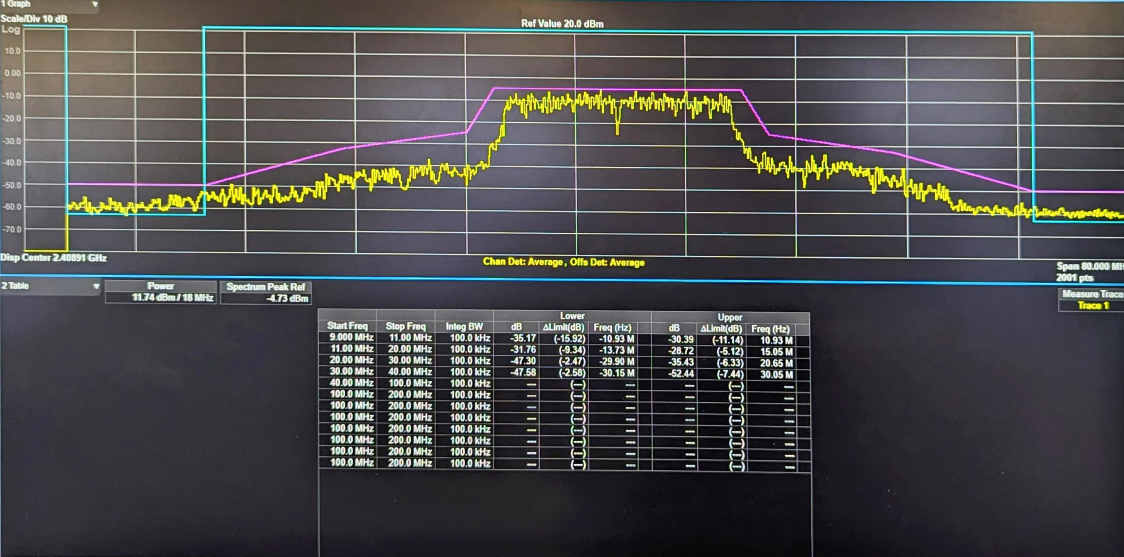 1 Graph
Scale/Div 10 dB
Ref Value 20.0 dBm
Log
10.0
0.00
-10.0
-20.0
-30.0
-40.0
-50.0
-60.0
-70.0
Disp Center 2.40891 GHz
Chan Det: Average, Offs Det: Average
Span 80.000 MH
2001 pts
2 Table
Power
11.74 dBm / 18 MHz
Spectrum Peak Ref
-4.73 dBm
Measure Trace
Trace 1
Lower Upper
Start Freq Stop Freq Integ BW dB ΔLimit(dB) Freq (Hz) dB ΔLimit(dB) Freq (Hz)
9.000 MHz 11.00 MHz 100.0 kHz -35.17 (-15.92) -10.93 M -30.39 (-11.14) 10.93 M
11.00 MHz 20.00 MHz 100.0 kHz -31.76 (-9.34) -13.73 M -28.72 (-5.12) 15.05 M
20.00 MHz 30.00 MHz 100.0 kHz -47.30 (-2.47) -29.90 M -35.43 (-6.33) 20.65 M
30.00 MHz 40.00 MHz 100.0 kHz -47.58 (-2.58) -30.15 M -52.44 (-7.44) 30.05 M
40.00 MHz 100.0 MHz 100.0 kHz --- (---) --- --- (---) ---
100.0 MHz 200.0 MHz 100.0 kHz --- (---) --- --- (---) ---
100.0 MHz 200.0 MHz 100.0 kHz --- (---) --- --- (---) ---
100.0 MHz 200.0 MHz 100.0 kHz --- (---) --- --- (---) ---
100.0 MHz 200.0 MHz 100.0 kHz --- (---) --- --- (---) ---
100.0 MHz 200.0 MHz 100.0 kHz --- (---) --- --- (---) ---
100.0 MHz 200.0 MHz 100.0 kHz --- (---) --- --- (---) ---
100.0 MHz 200.0 MHz 100.0 kHz --- (---) --- --- (---) ---